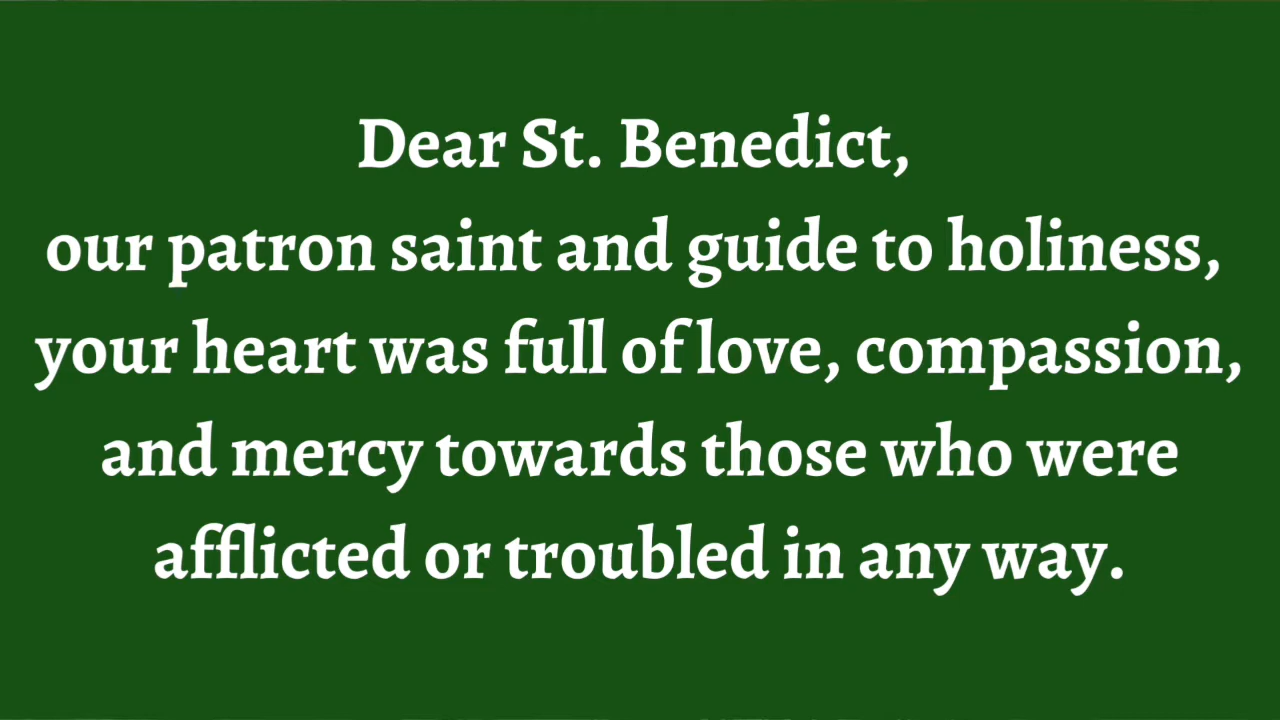 Dear St. Benedict,
our patron saint and guide to holiness,
your heart was full of love, compassion,
and mercy towards those who were
afflicted or troubled in any way.